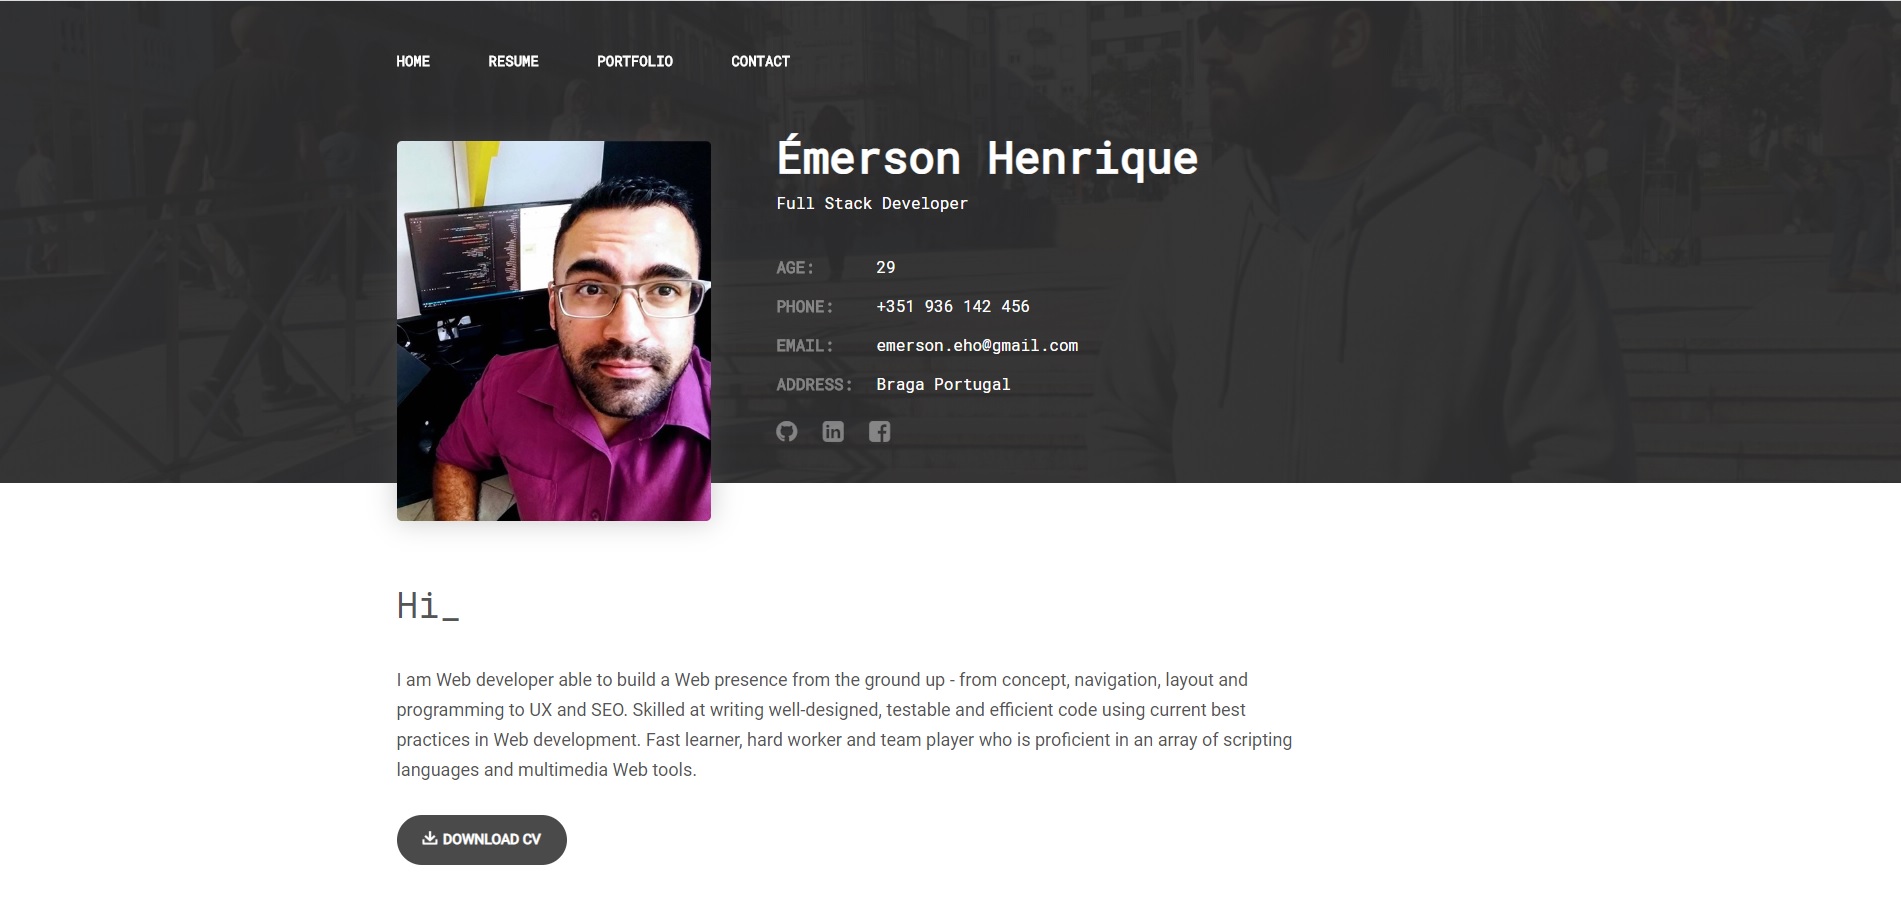 HOME RESUME PORTFOLIO CONTACT
Émerson Henrique
Full Stack Developer
AGE: 29
PHONE: +351 936 142 456
EMAIL: emerson.eho@gmail.com
ADDRESS: Braga Portugal
Hi_
I am Web developer able to build a Web presence from the ground up - from concept, navigation, layout and
programming to UX and SEO. Skilled at writing well-designed, testable and efficient code using current best
practices in Web development. Fast learner, hard worker and team player who is proficient in an array of scripting
languages and multimedia Web tools.
DOWNLOAD CV